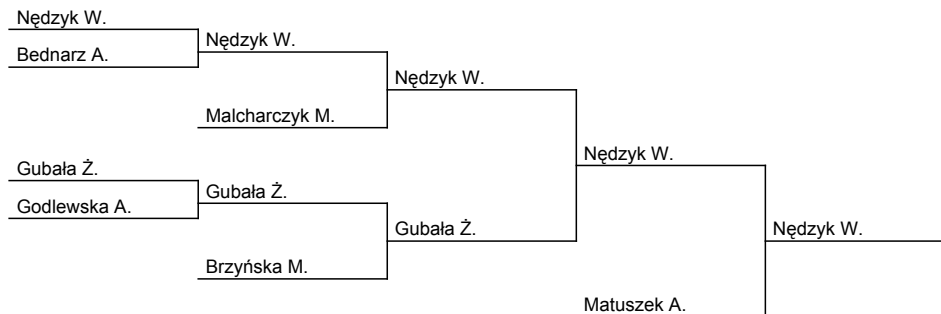 Nędzyk W.
Bednarz A.
Nędzyk W.
Malcharczyk M.
Nędzyk W.
Gubała Ż.
Godlewska A.
Gubała Ż.
Brzyńska M.
Gubała Ż.
Nędzyk W.
Matuszek A.
Nędzyk W.